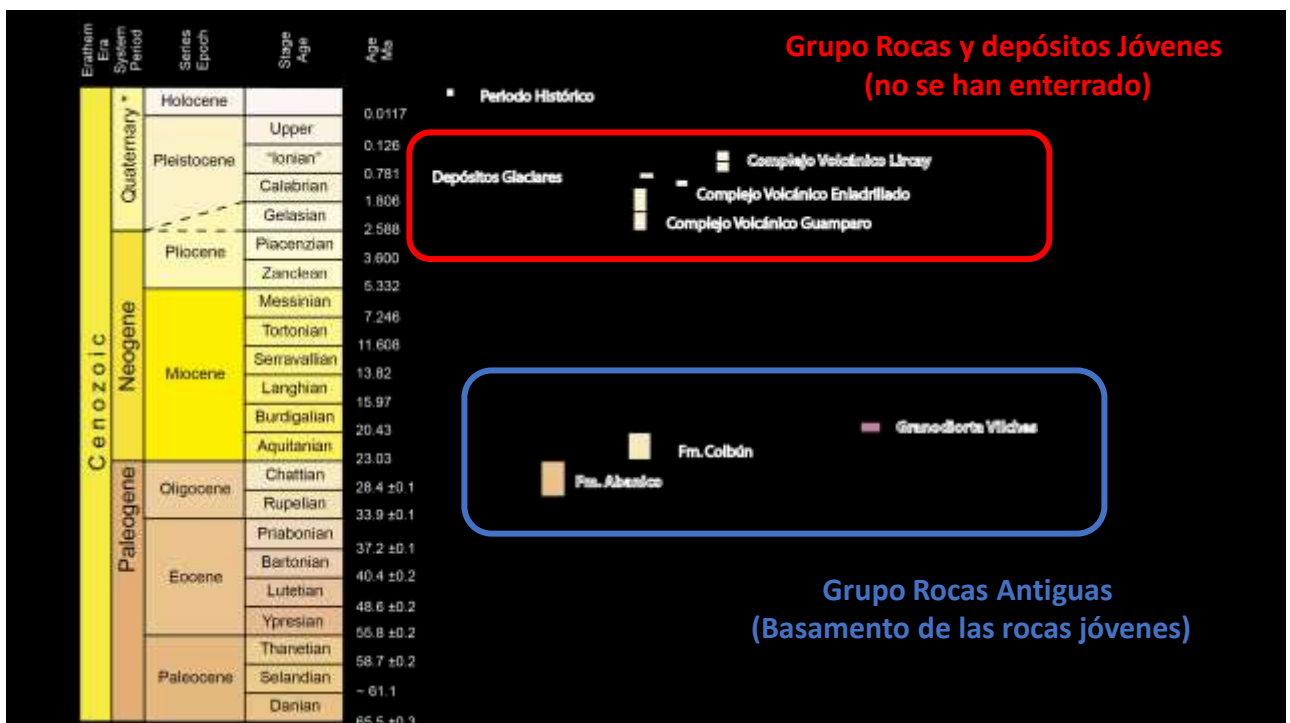 Erathem
Era
System
Period
Series
Epoch
Stage
Age
Age
Ma
Grupo Rocas y depósitos Jóvenes
(no se han enterrado)
Cenozoic
Quaternary *
Neogene
Paleogene
Holocene
Pleistocene
Pliocene
Miocene
Oligocene
Eocene
Paleocene
Upper
"Ionian"
Calabrian
Gelasian
Piacenzian
Zanclean
Messinian
Tortonian
Serravallian
Langhian
Burdigalian
Aquitanian
Chattian
Rupelian
Priabonian
Bartonian
Lutetian
Ypresian
Thanetian
Selandian
Danian
0.0117
0.126
0.781
1.806
2.588
3.600
5.332
7.246
11.608
13.82
15.97
20.43
23.03
28.4 ±0.1
33.9 ±0.1
37.2 ±0.1
40.4 ±0.2
48.6 ±0.2
55.8 ±0.2
58.7 ±0.2
~ 61.1
65.5 ±0.3
Periodo Histórico
Complejo Volcánico Lircay
Depósitos Glaciares
Complejo Volcánico Enladrillado
Complejo Volcánico Guamparo
Granodiorta Vilches
Fm. Colbún
Fm. Abanico
Grupo Rocas Antiguas
(Basamento de las rocas jóvenes)